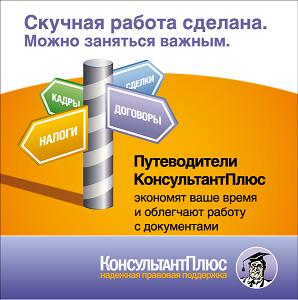 Скучная работа сделана.
Можно заняться важным.
СДЕЛКИ
КАДРЫ
ДОГОВОРЫ
НАЛОГИ
Путеводители
КонсультантПлюс
экономят ваше время
и облегчают работу
с документами
КОНСУЛЬТАНТПЛЮС
надежная правовая поддержка